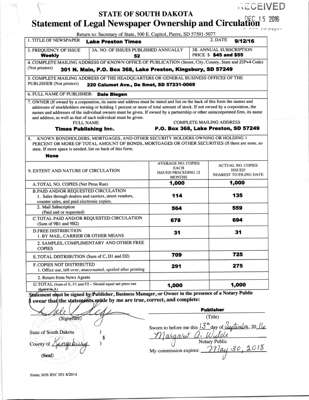 RECEIVED
DEC 15 2016
STATE OF SOUTH DAKOTA
Statement of Legal Newspaper Ownership and Circulation
Return to: Secretary of State, 500 E. Capitol, Pierre, SD 57501-5077
1. TITLE OF NEWSPAPER Lake Preston Times 2. DATE 9/12/16
3. FREQUENCY OF ISSUE Weekly
3A. NO. OF ISSUES PUBLISHED ANNUALLY 52
3B. ANNUAL SUBSCRIPTION PRICE $ $45 and $55
4. COMPLETE MAILING ADDRESS OF KNOWN OFFICE OF PUBLICATION (Street, City, County, State and ZIP+4 Code)
(Not printers) 301 N. Main, P.O. Box 368, Lake Preston, Kingsbury, SD 57249
5. COMPLETE MAILING ADDRESS OF THE HEADQUARTERS OR GENERAL BUSINESS OFFICES OF THE
PUBLISHER (Not printer) 220 Calumet Ave., De Smet, SD 57231-0069
6. FULL NAME OF PUBLISHER: Dale Blegen
7. OWNER (If owned by a corporation, its name and address must be stated and list on the back of this form the names and
addresses of stockholders owning or holding 1 percent or more of total amount of stock. If not owned by a corporation, the
names and addresses of the individual owners must be given. If owned by a partnership or other unincorporated firm, its name
and address, as well as that of each individual must be given).
FULL NAME COMPLETE MAILING ADDRESS
Times Publishing Inc. P.O. Box 368, Lake Preston, SD 57249
8. KNOWN BONDHOLDERS, MORTGAGES, AND OTHER SECURITY HOLDERS OWNING OR HOLDING 1
PERCENT OR MORE OF TOTAL AMOUNT OF BONDS, MORTGAGES OR OTHER SECURITIES (If there are none, so
state. If more space is needed, list on back of this form.
None
9. EXTENT AND NATURE OF CIRCULATION
AVERAGE NO. COPIES EACH ISSUED PRECEDING 12 MONTHS
ACTUAL NO. COPIES ISSUED NEAREST TO FILING DATE
A. TOTAL NO. COPIES (Net Press Run) 1,000 1,000
B. PAID AND/OR REQUESTED CIRCULATION
1. Sales through dealers and carriers, street vendors, 114 135
counter sales, and paid electronic copies.
2. Mail Subscription 564 559
(Paid and or requested)
C. TOTAL PAID AND/OR REQUESTED CIRCULATION 678 694
(Sum of 9B1 and 9B2)
D. FREE DISTRIBUTION 31 31
1. BY MAIL, CARRIER OR OTHER MEANS
2. SAMPLES, COMPLIMENTARY AND OTHER FREE
COPIES
E. TOTAL DISTRIBUTION (Sum of C, D1 and D2) 709 725
F. COPIES NOT DISTRIBUTED 291 275
1. Office use, left over, unaccounted, spoiled after printing
2. Return from News Agents
G. TOTAL (Sum of E, F1 and F2 – Should equal net press run 1,000 1,000
shown in A)
Statement must be signed by Publisher, Business Manager, or Owner in the presence of a Notary Public
I swear that the statements made by me are true, correct, and complete:
Dale Blegen Publisher
(Signature) (Title)
State of South Dakota )
§
County of Kingsbury )
(Seal)
Sworn to before me this 13th day of September, 20 16
Margaret A. Wilde
Notary Public
My commission expires: May 30, 2018